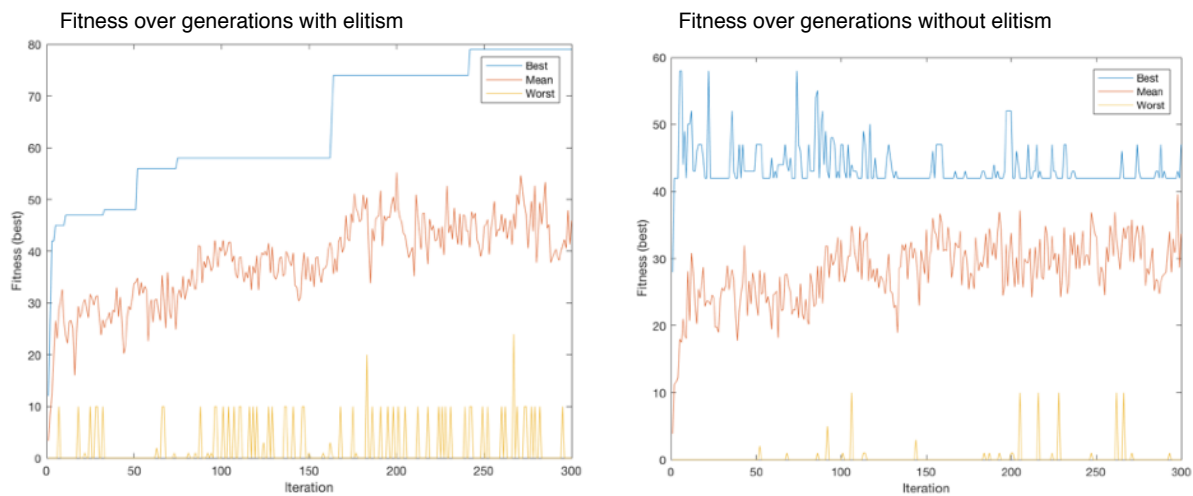 Fitness over generations with elitism
80
70
60
50
40
30
20
10
0
Fitness (best)
0 50 100 150 200 250 300
Iteration
Best
Mean
Worst
Fitness over generations without elitism
60
50
40
30
20
10
0
Fitness (best)
0 50 100 150 200 250 300
Iteration
Best
Mean
Worst